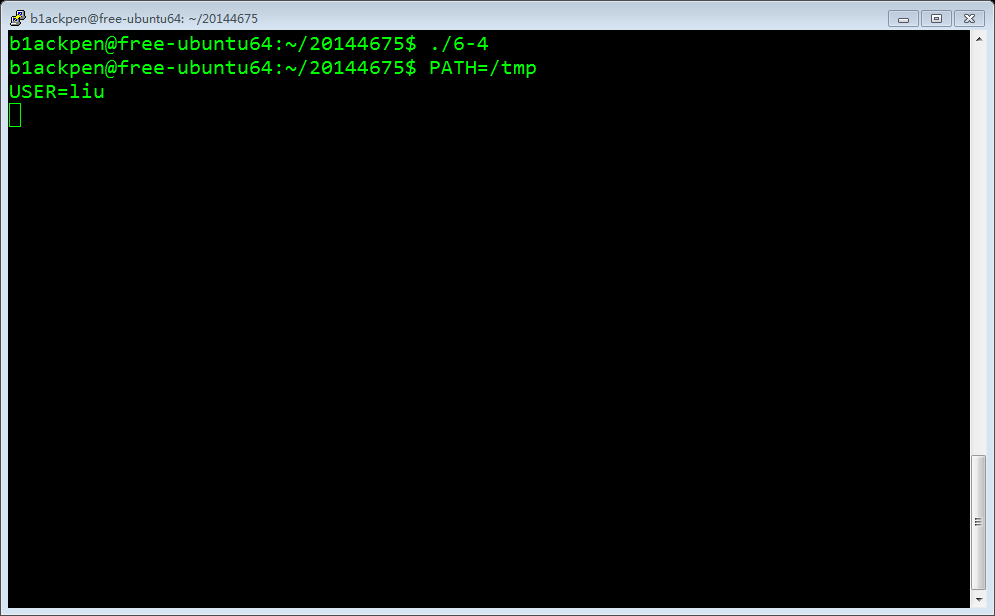 b1ackpen@free-ubuntu64: ~/20144675
b1ackpen@free-ubuntu64:~/20144675$ ./6-4
b1ackpen@free-ubuntu64:~/20144675$ PATH=/tmp
USER=liu